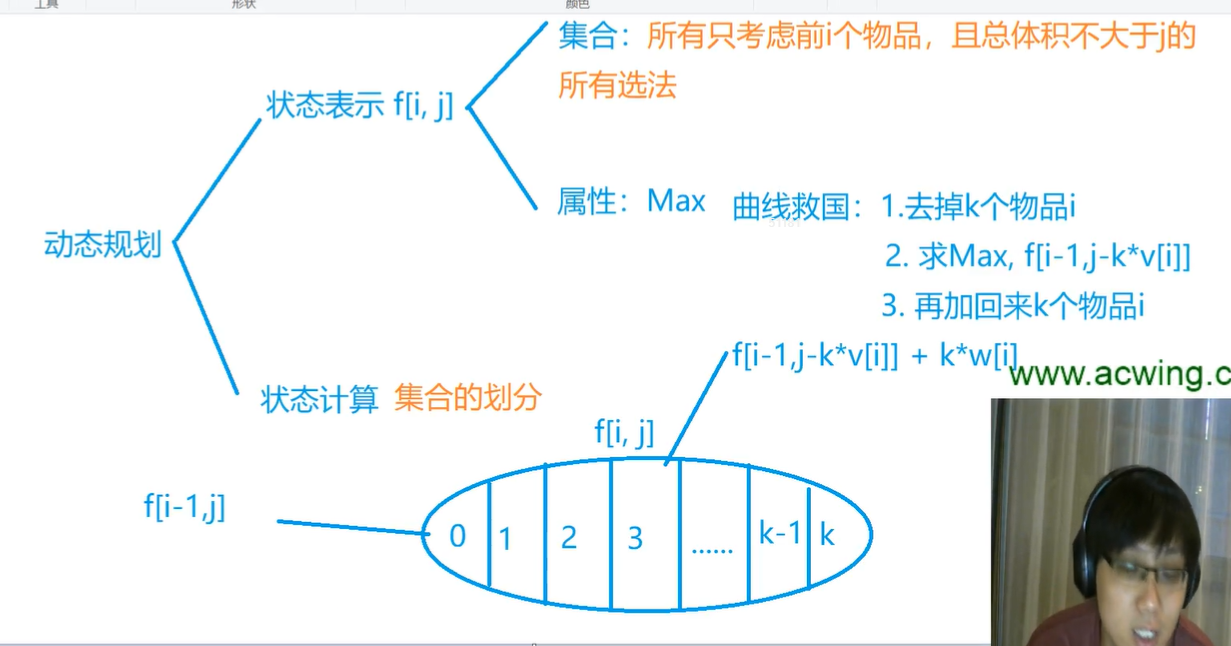 工具
形状
颜色
集合：所有只考虑前i个物品，且总体积不大于j的
所有选法
状态表示 f[i, j]
属性：Max
曲线救国：1.去掉k个物品i
2. 求Max, f[i-1,j-k*v[i]]
3. 再加回来k个物品i
动态规划
f[i-1,j-k*v[i]] + k*w[i]
www.acwing.c
状态计算 集合的划分
f[i, j]
f[i-1,j]
0 1 2 3 ...... k-1 k